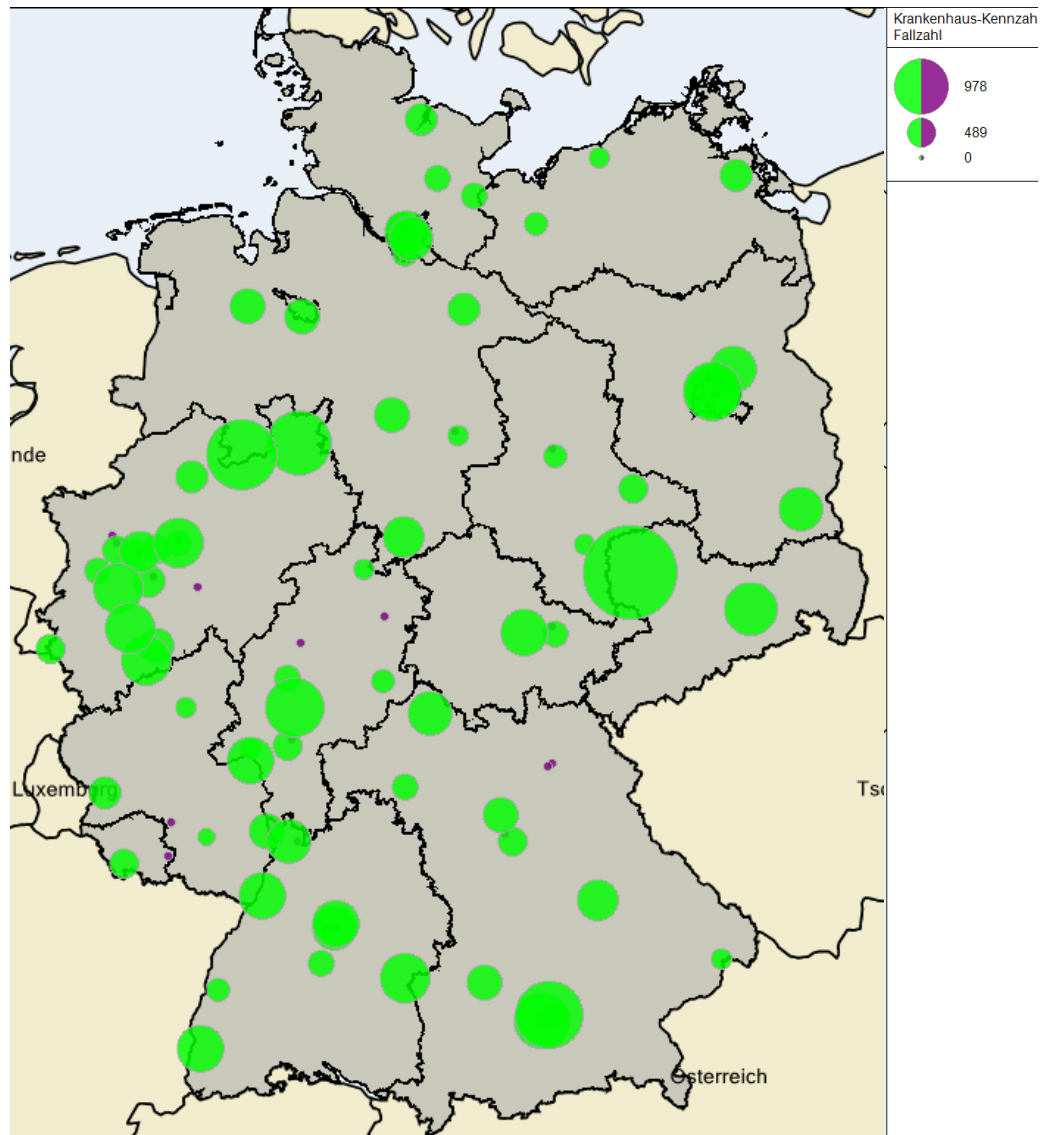 Krankenhaus-Kennzah
Fallzahl
978
489
0
nde
Luxemburg
Tsc
Österreich